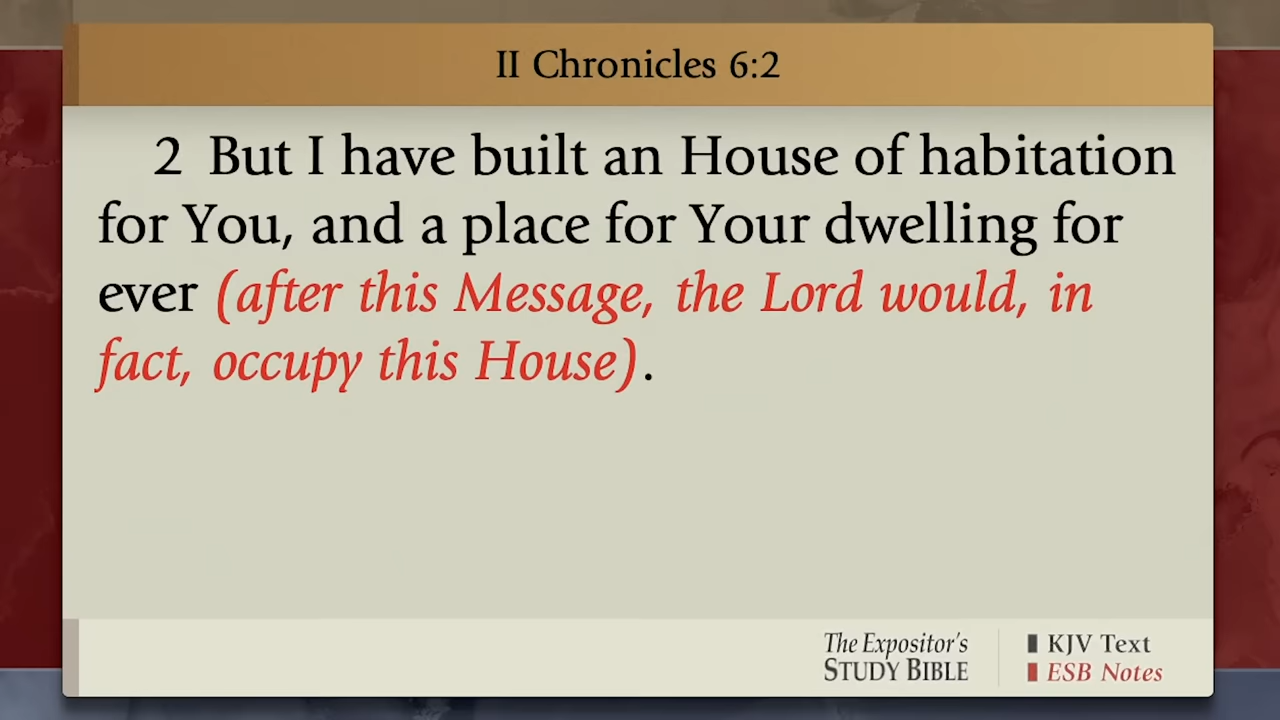 II Chronicles 6:2
2 But I have built an House of habitation
for You, and a place for Your dwelling for
ever (after this Message, the Lord would, in
fact, occupy this House).
The Expositor's
STUDY BIBLE
KJV Text
ESB Notes